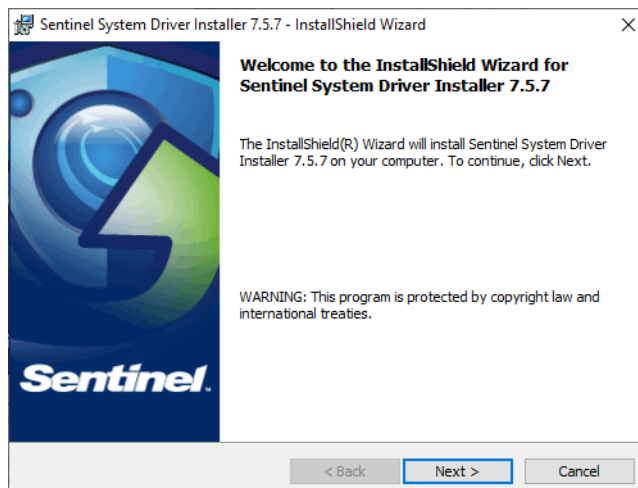 Sentinel System Driver Installer 7.5.7 - InstallShield Wizard
Welcome to the InstallShield Wizard for
Sentinel System Driver Installer 7.5.7
The InstallShield(R) Wizard will install Sentinel System Driver
Installer 7.5.7 on your computer. To continue, click Next.
WARNING: This program is protected by copyright law and
international treaties.
Sentinel.
< Back
Next >
Cancel